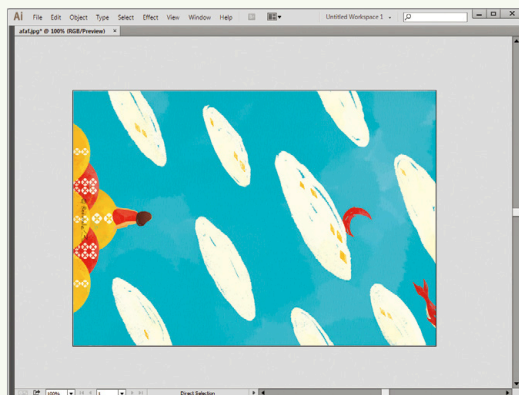 Ai File Edit Object Type Select Effect View Window Help Untitled Workspace 1
afaf.jpg* @ 100% (RGB/Preview) ×
100% 1 Direct Selection